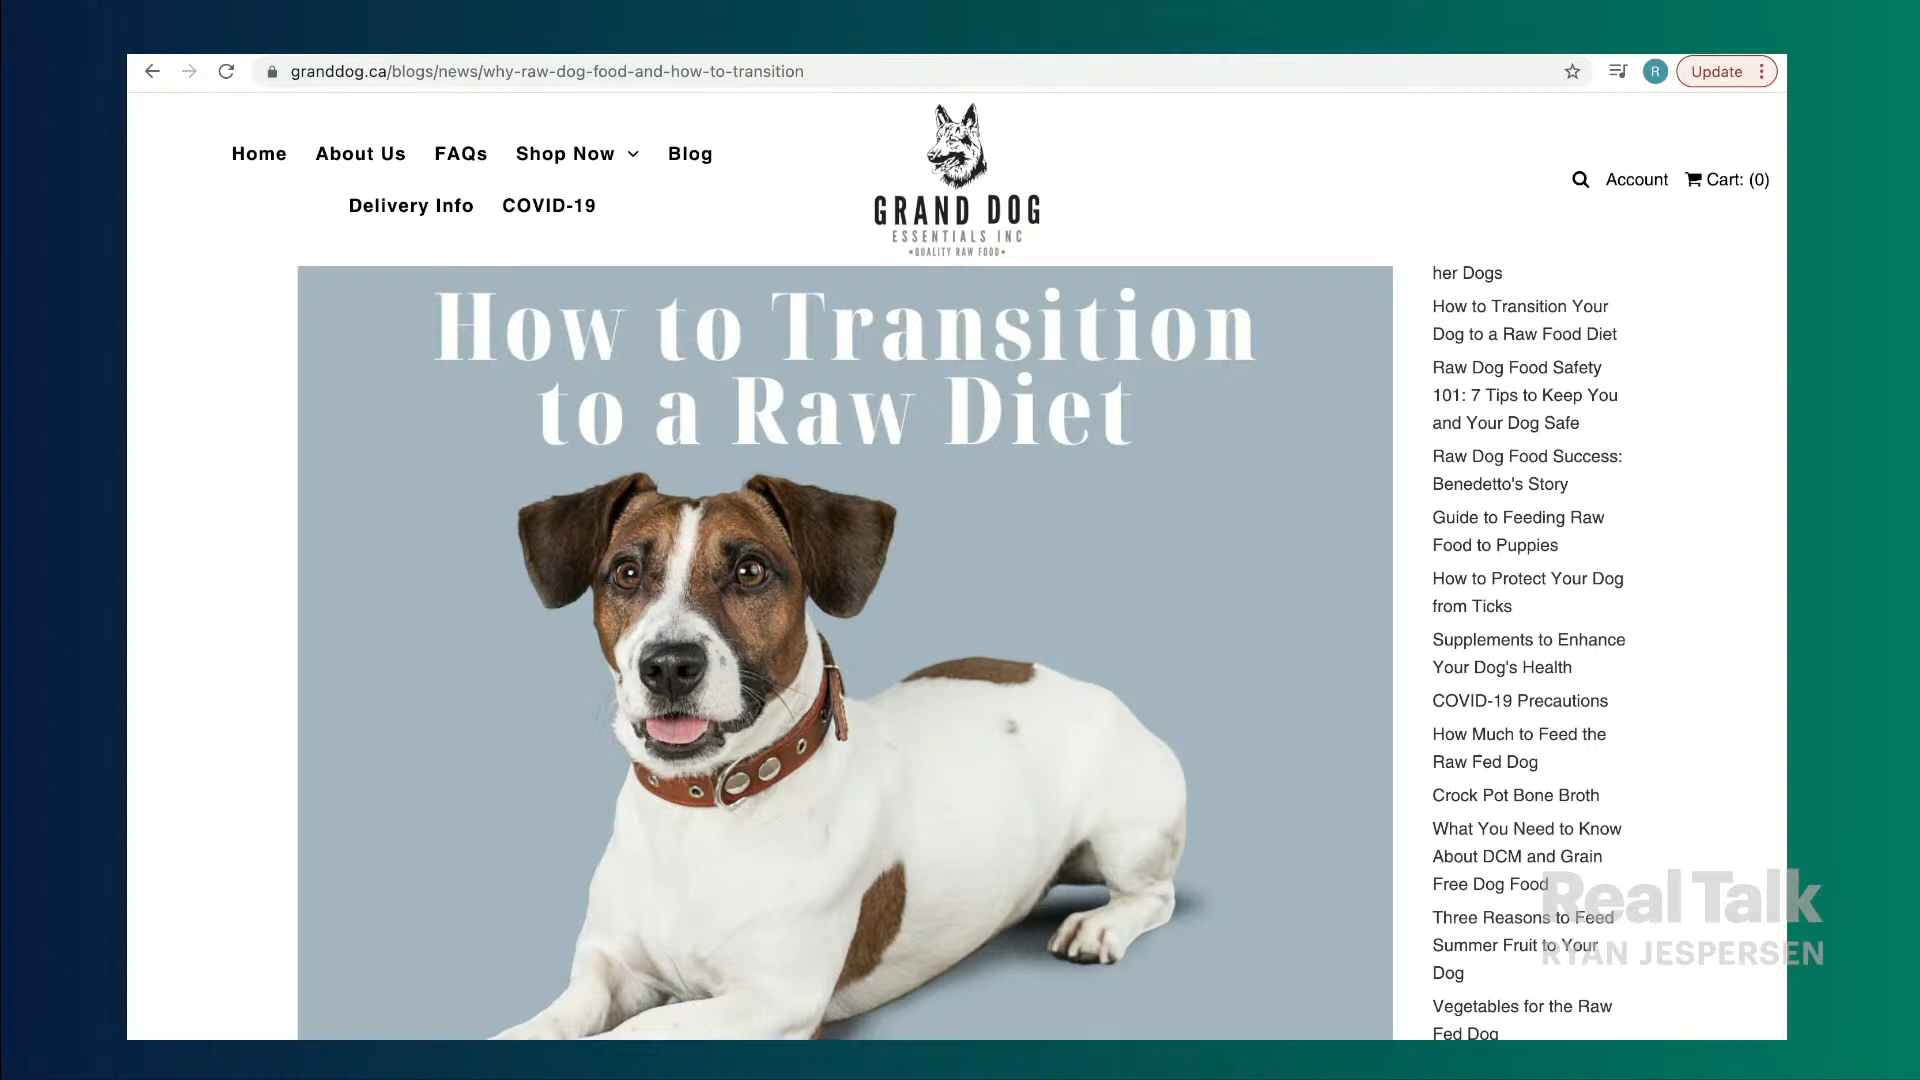 granddog.ca/blogs/news/why-raw-dog-food-and-how-to-transition
R
Update
Home About Us FAQs Shop Now Blog
Delivery Info COVID-19
GRAND DOG
ESSENTIALS INC
•QUALITY RAW FOOD•
Account Cart: (0)
How to Transition
to a Raw Diet
her Dogs
How to Transition Your
Dog to a Raw Food Diet
Raw Dog Food Safety
101: 7 Tips to Keep You
and Your Dog Safe
Raw Dog Food Success:
Benedetto's Story
Guide to Feeding Raw
Food to Puppies
How to Protect Your Dog
from Ticks
Supplements to Enhance
Your Dog's Health
COVID-19 Precautions
How Much to Feed the
Raw Fed Dog
Crock Pot Bone Broth
What You Need to Know
About DCM and Grain
Free Dog Food
Three Reasons to Feed
Summer Fruit to Your
Dog
Vegetables for the Raw
Fed Dog
Real Talk
RYAN JESPERSEN